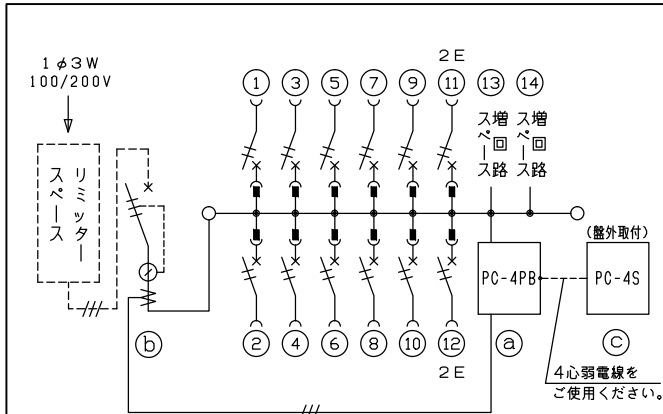 1φ3W
100/200V
リミッター
スペース
2E
① ③ ⑤ ⑦ ⑨ ⑪ ⑬ ⑭
増回路
スペース
増回路
スペース
(盤外取付)
PC-4PB
PC-4S
ⓑ ② ④ ⑥ ⑧ ⑩ ⑫ ⓐ ⓒ
2E
4心弱電線を
ご使用ください。